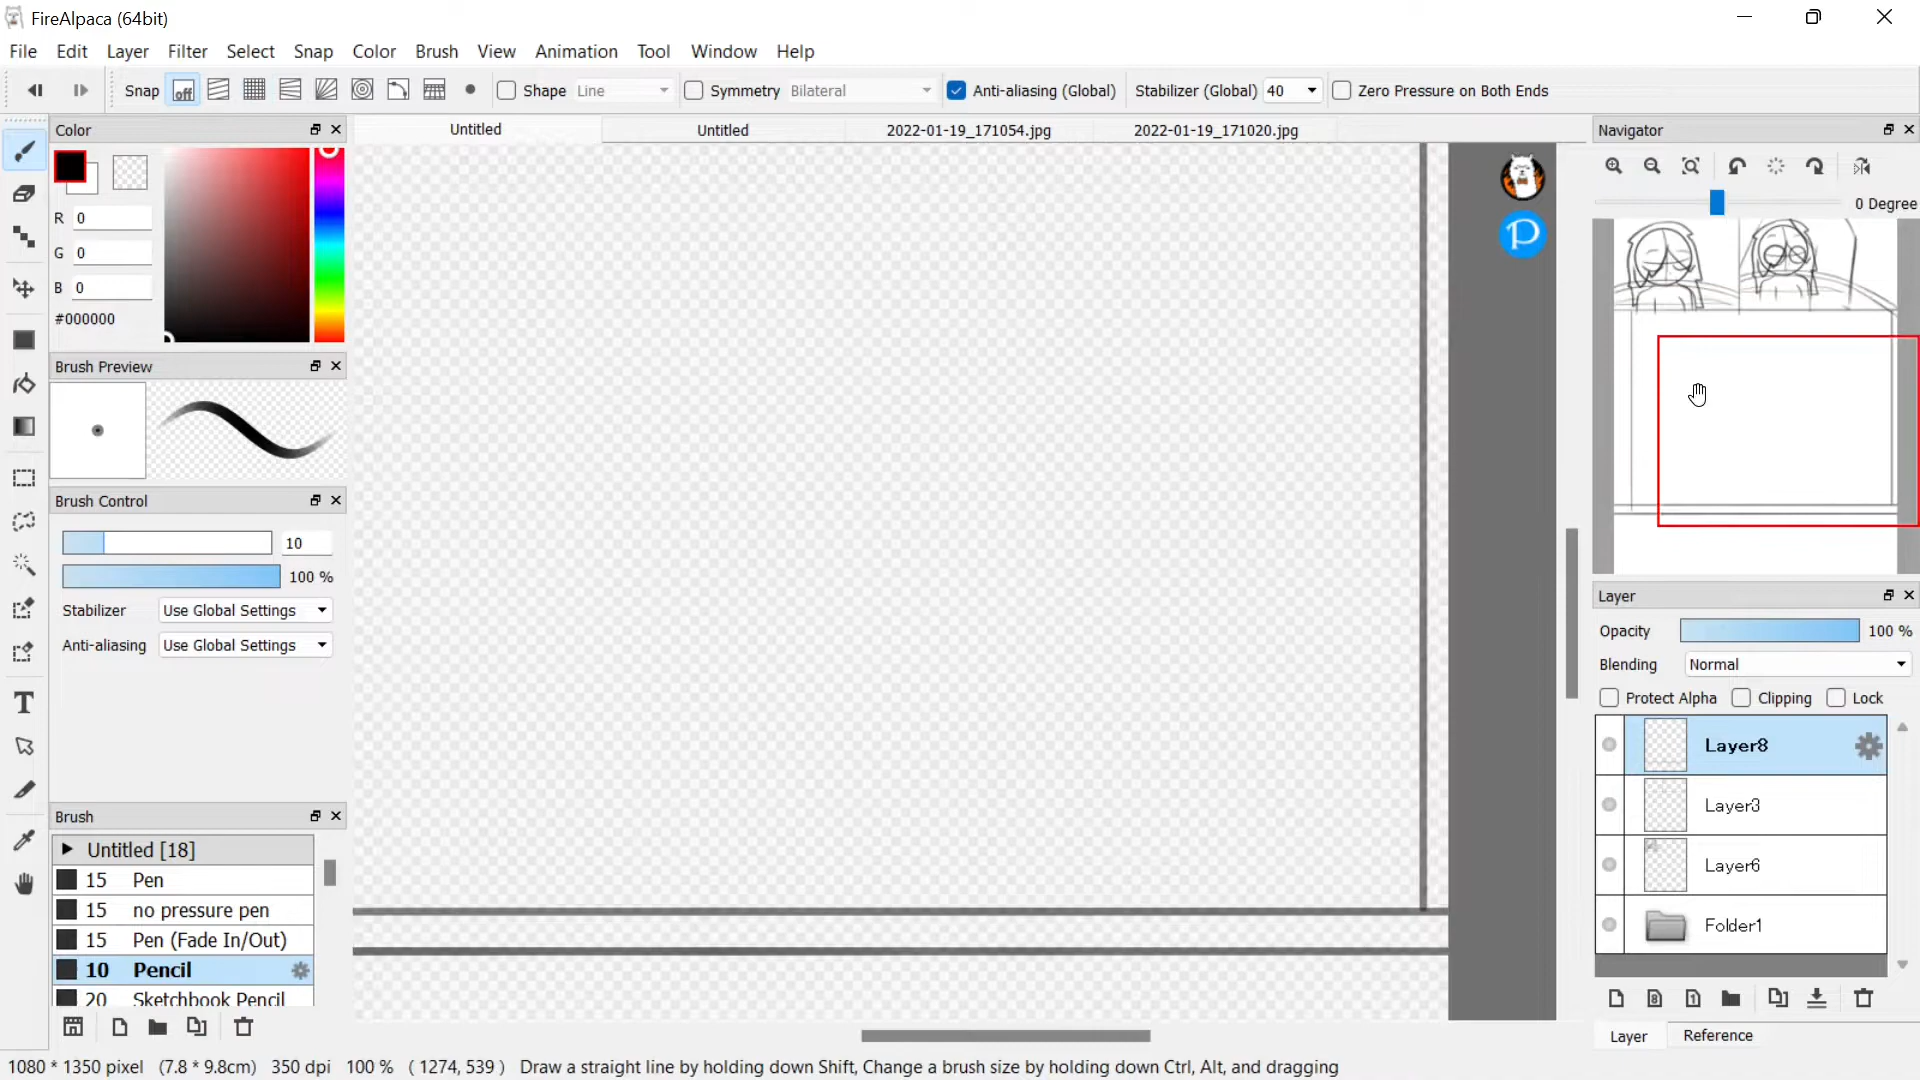 FireAlpaca (64bit)
File Edit Layer Filter Select Snap Color Brush View Animation Tool Window Help
Snap off Shape Line Symmetry Bilateral Anti-aliasing (Global) Stabilizer (Global) 40 Zero Pressure on Both Ends
Color
R 0
G 0
B 0
#000000
Brush Preview
Brush Control
10
100 %
Stabilizer Use Global Settings
Anti-aliasing Use Global Settings
Brush
Untitled [18]
15 Pen
15 no pressure pen
15 Pen (Fade In/Out)
10 Pencil
20 Sketchbook Pencil
Untitled Untitled 2022-01-19_171054.jpg 2022-01-19_171020.jpg
P
Navigator
0 Degree
Layer
Opacity 100 %
Blending Normal
Protect Alpha Clipping Lock
Layer8
Layer3
Layer6
Folder1
8 1
T
Layer Reference
1080 * 1350 pixel (7.8 * 9.8cm) 350 dpi 100 % ( 1274, 539 ) Draw a straight line by holding down Shift, Change a brush size by holding down Ctrl, Alt, and dragging